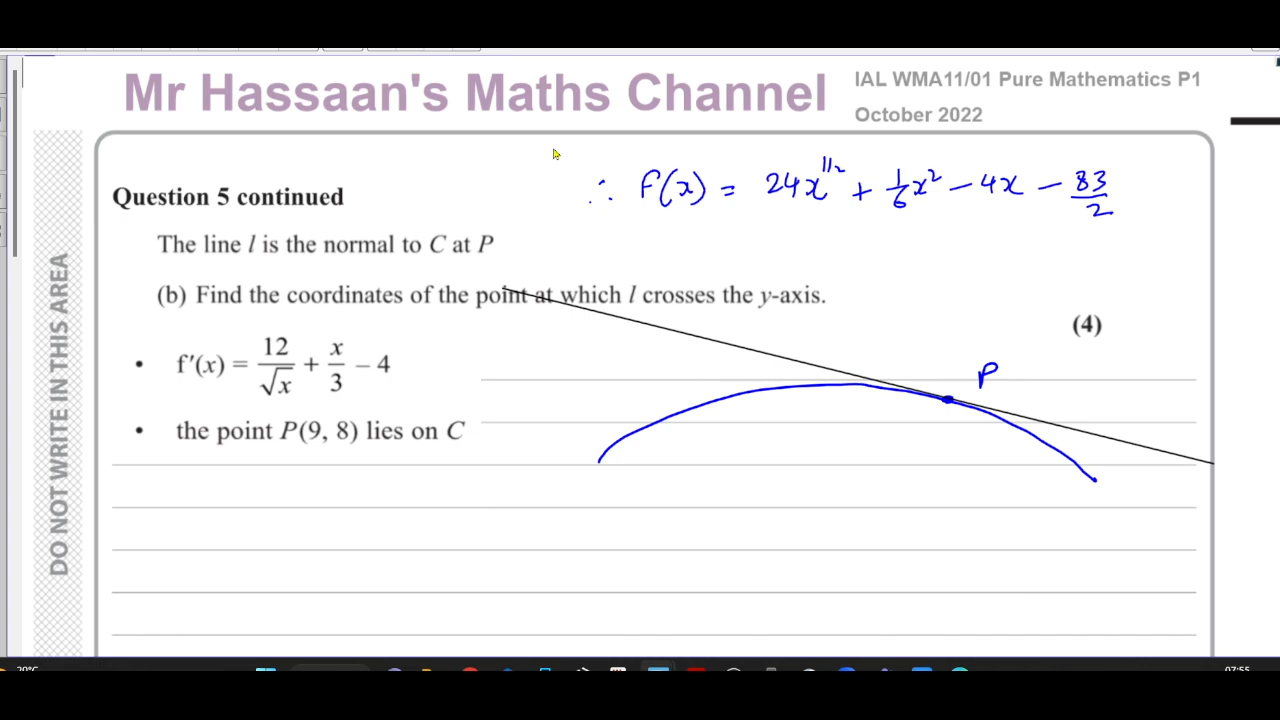 Mr Hassaan's Maths Channel
IAL WMA11/01 Pure Mathematics P1
October 2022
∴ f(x) = 24x^{1/2} + 1/6 x² − 4x − 83/2
Question 5 continued
The line l is the normal to C at P
(b) Find the coordinates of the point at which l crosses the y-axis.
(4)
• f′(x) = 12/√x + x/3 − 4
P
• the point P(9, 8) lies on C
DO NOT WRITE IN THIS AREA
07:55